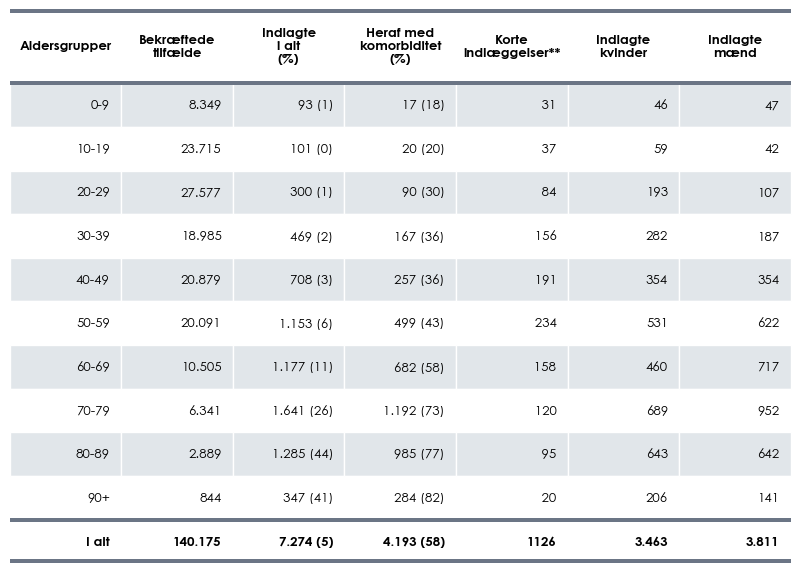 Aldersgrupper Bekræftede tilfælde Indlagte I alt (%) Heraf med komorbiditet (%) Korte indlæggelser** Indlagte kvinder Indlagte mænd
0-9 8.349 93 (1) 17 (18) 31 46 47
10-19 23.715 101 (0) 20 (20) 37 59 42
20-29 27.577 300 (1) 90 (30) 84 193 107
30-39 18.985 469 (2) 167 (36) 156 282 187
40-49 20.879 708 (3) 257 (36) 191 354 354
50-59 20.091 1.153 (6) 499 (43) 234 531 622
60-69 10.505 1.177 (11) 682 (58) 158 460 717
70-79 6.341 1.641 (26) 1.192 (73) 120 689 952
80-89 2.889 1.285 (44) 985 (77) 95 643 642
90+ 844 347 (41) 284 (82) 20 206 141
I alt 140.175 7.274 (5) 4.193 (58) 1126 3.463 3.811